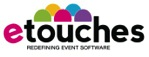 etouches
REDEFINING EVENT SOFTWARE